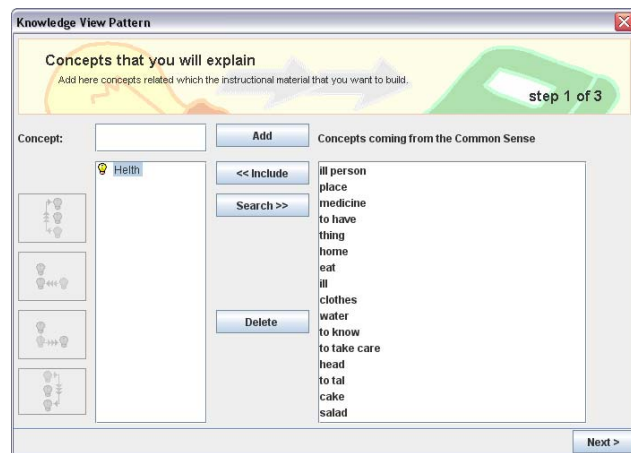 Knowledge View Pattern
Concepts that you will explain
Add here concepts related which the instructional material that you want to build.
step 1 of 3
Concept:
Add
Concepts coming from the Common Sense
Helth
<< Include
Search >>
Delete
ill person
place
medicine
to have
thing
home
eat
ill
clothes
water
to know
to take care
head
to tal
cake
salad
Next >